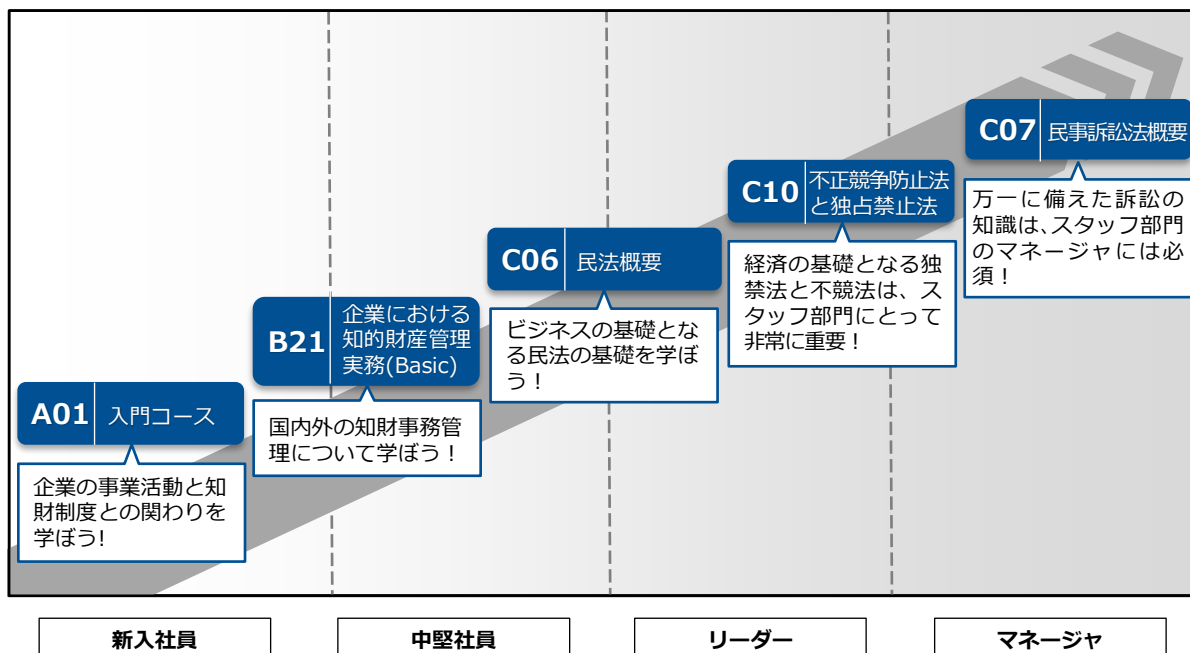 A01 入門コース
企業の事業活動と知
財制度との関わりを
学ぼう!
B21 企業における
知的財産管理
実務(Basic)
国内外の知財事務管
理について学ぼう！
C06 民法概要
ビジネスの基礎とな
る民法の基礎を学ぼ
う！
C10 不正競争防止法
と独占禁止法
経済の基礎となる独
禁法と不競法は、ス
タッフ部門にとって
非常に重要！
C07 民事訴訟法概要
万一に備えた訴訟の
知識は、スタッフ部門
のマネージャには必
須！
新入社員
中堅社員
リーダー
マネージャ